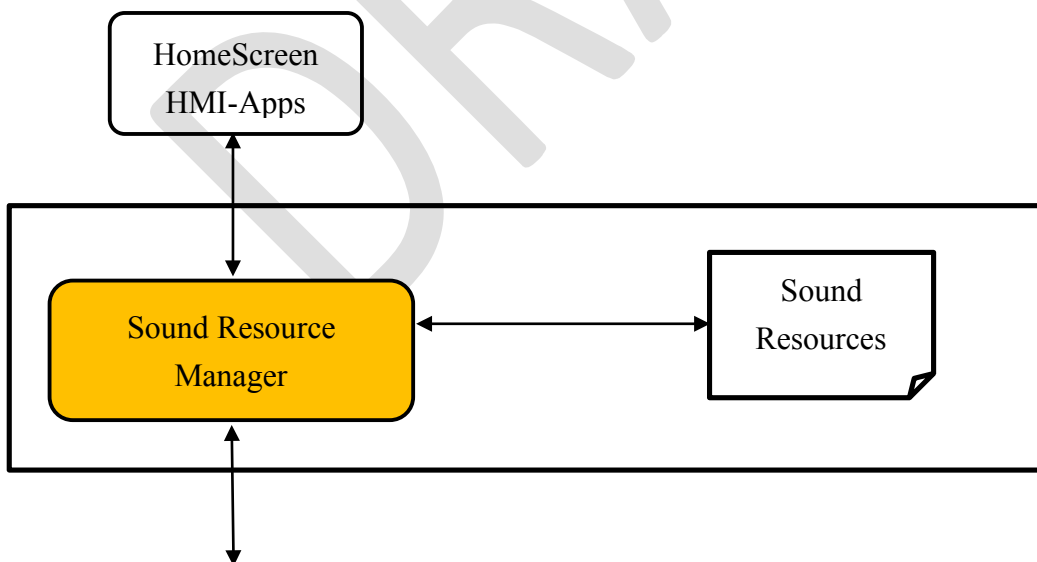 HomeScreen
HMI-Apps
Sound Resource
Manager
Sound
Resources